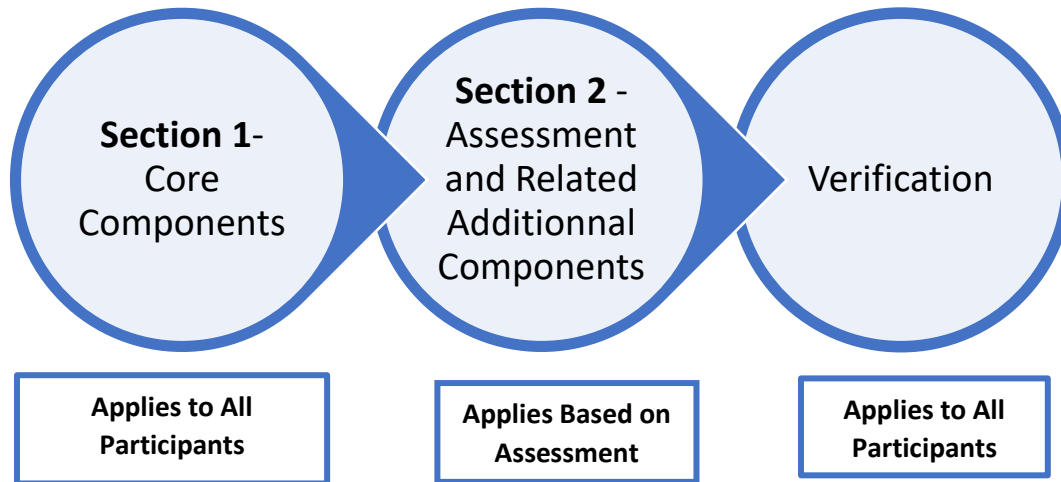 Section 1-
Core
Components
Section 2 -
Assessment
and Related
Additionnal
Components
Verification
Applies to All
Participants
Applies Based on
Assessment
Applies to All
Participants